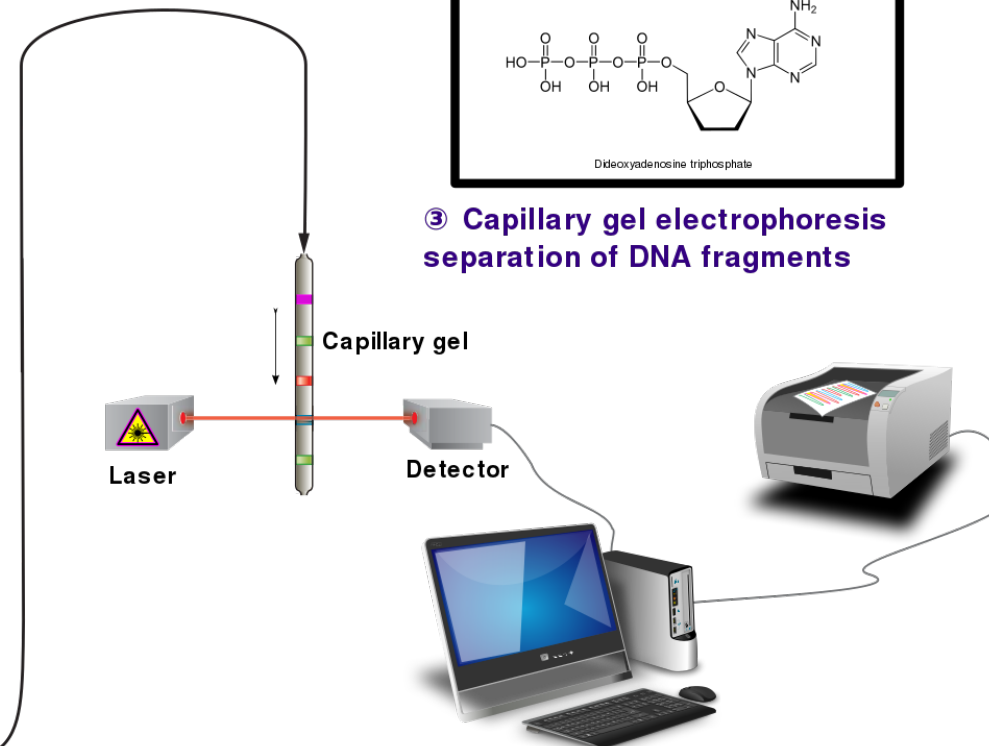 NH₂
N
N
N
N
O
O
O
HO
P
O
P
O
P
O
OH
OH
OH
O
Dideoxyadenosine triphosphate
③ Capillary gel electrophoresis
separation of DNA fragments
Capillary gel
Laser
Detector